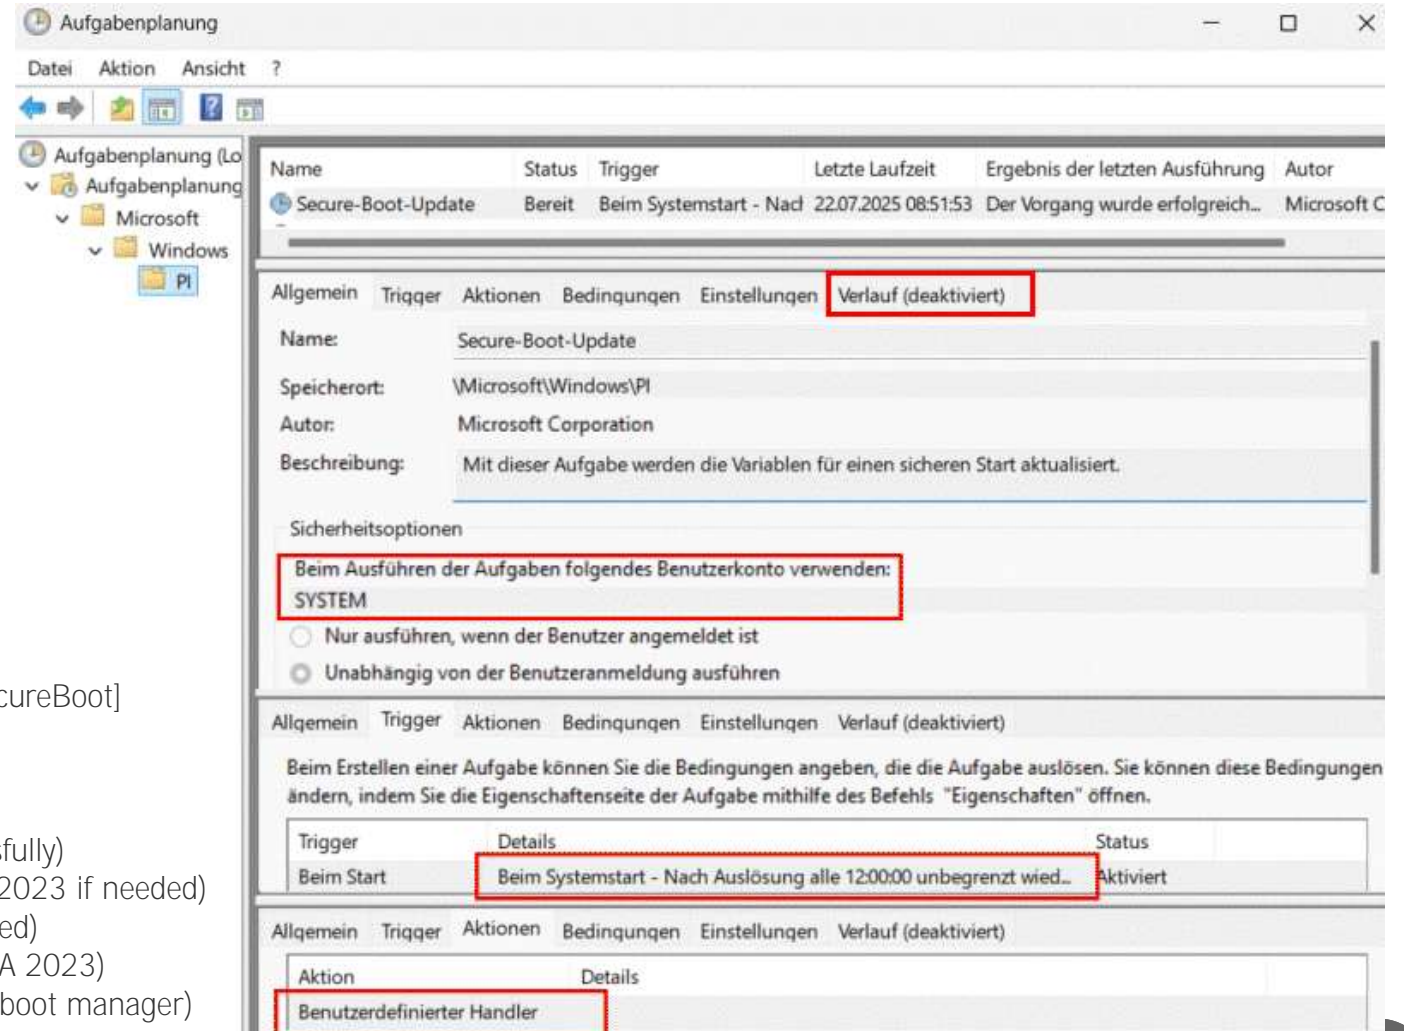 Aufgabenplanung
Datei Aktion Ansicht ?
Aufgabenplanung (Lo
Aufgabenplanung
Microsoft
Windows
PI
Name Status Trigger Letzte Laufzeit Ergebnis der letzten Ausführung Autor
Secure-Boot-Update Bereit Beim Systemstart - Nach 22.07.2025 08:51:53 Der Vorgang wurde erfolgreich... Microsoft C
Allgemein Trigger Aktionen Bedingungen Einstellungen Verlauf (deaktiviert)
Name: Secure-Boot-Update
Speicherort: \Microsoft\Windows\PI
Autor: Microsoft Corporation
Beschreibung: Mit dieser Aufgabe werden die Variablen für einen sicheren Start aktualisiert.
Sicherheitsoptionen
Beim Ausführen der Aufgaben folgendes Benutzerkonto verwenden:
SYSTEM
Nur ausführen, wenn der Benutzer angemeldet ist
Unabhängig von der Benutzeranmeldung ausführen
cureBoot]
Allgemein Trigger Aktionen Bedingungen Einstellungen Verlauf (deaktiviert)
Beim Erstellen einer Aufgabe können Sie die Bedingungen angeben, die die Aufgabe auslösen. Sie können diese Bedingungen
ändern, indem Sie die Eigenschaftenseite der Aufgabe mithilfe des Befehls "Eigenschaften" öffnen.
Trigger Details Status
Beim Start Beim Systemstart - Nach Auslösung alle 12:00:00 unbegrenzt wied... Aktiviert
sfully)
2023 if needed)
ed)
A 2023)
boot manager)
Allgemein Trigger Aktionen Bedingungen Einstellungen Verlauf (deaktiviert)
Aktion Details
Benutzerdefinierter Handler